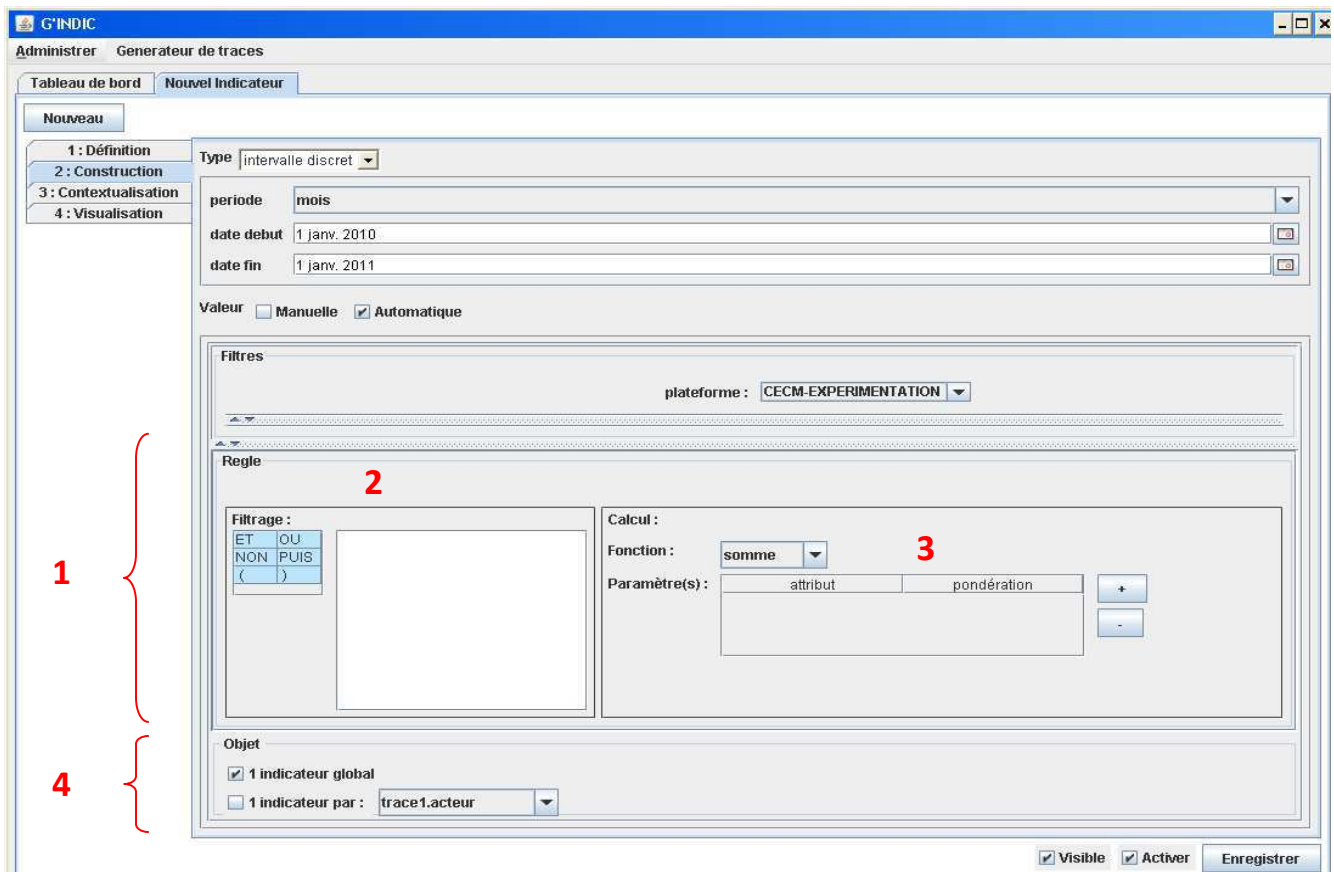 G'INDIC
Administrer Generateur de traces
Tableau de bord Nouvel Indicateur
Nouveau
1 : Définition
2 : Construction
3 : Contextualisation
4 : Visualisation
Type intervalle discret
periode mois
date debut 1 janv. 2010
date fin 1 janv. 2011
Valeur Manuelle Automatique
Filtres
plateforme : CECM-EXPERIMENTATION
1
Regle
2
Filtrage :
ET OU
NON PUIS
( )
Calcul :
Fonction : somme
3
Paramètre(s) : attribut pondération
+
-
4
Objet
1 indicateur global
1 indicateur par : trace1.acteur
Visible Activer Enregistrer